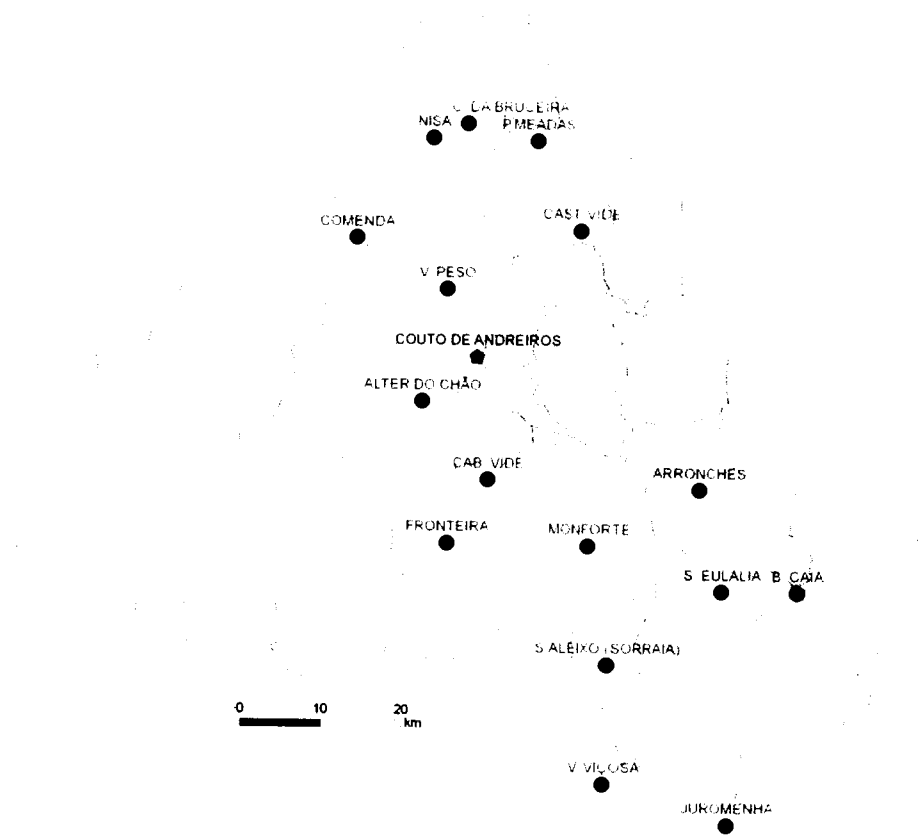 C. DA BRUCEIRA
NISA
P.MEADAS
COMENDA
CAST. VIDE
V. PESO
COUTO DE ANDREIROS
ALTER DO CHÃO
CAB. VIDE
ARRONCHES
FRONTEIRA
MONFORTE
S. EULALIA
B. CAIA
S.ALEIXO (SORRAIA)
0 10 20
km
V. VIÇOSA
JUROMENHA